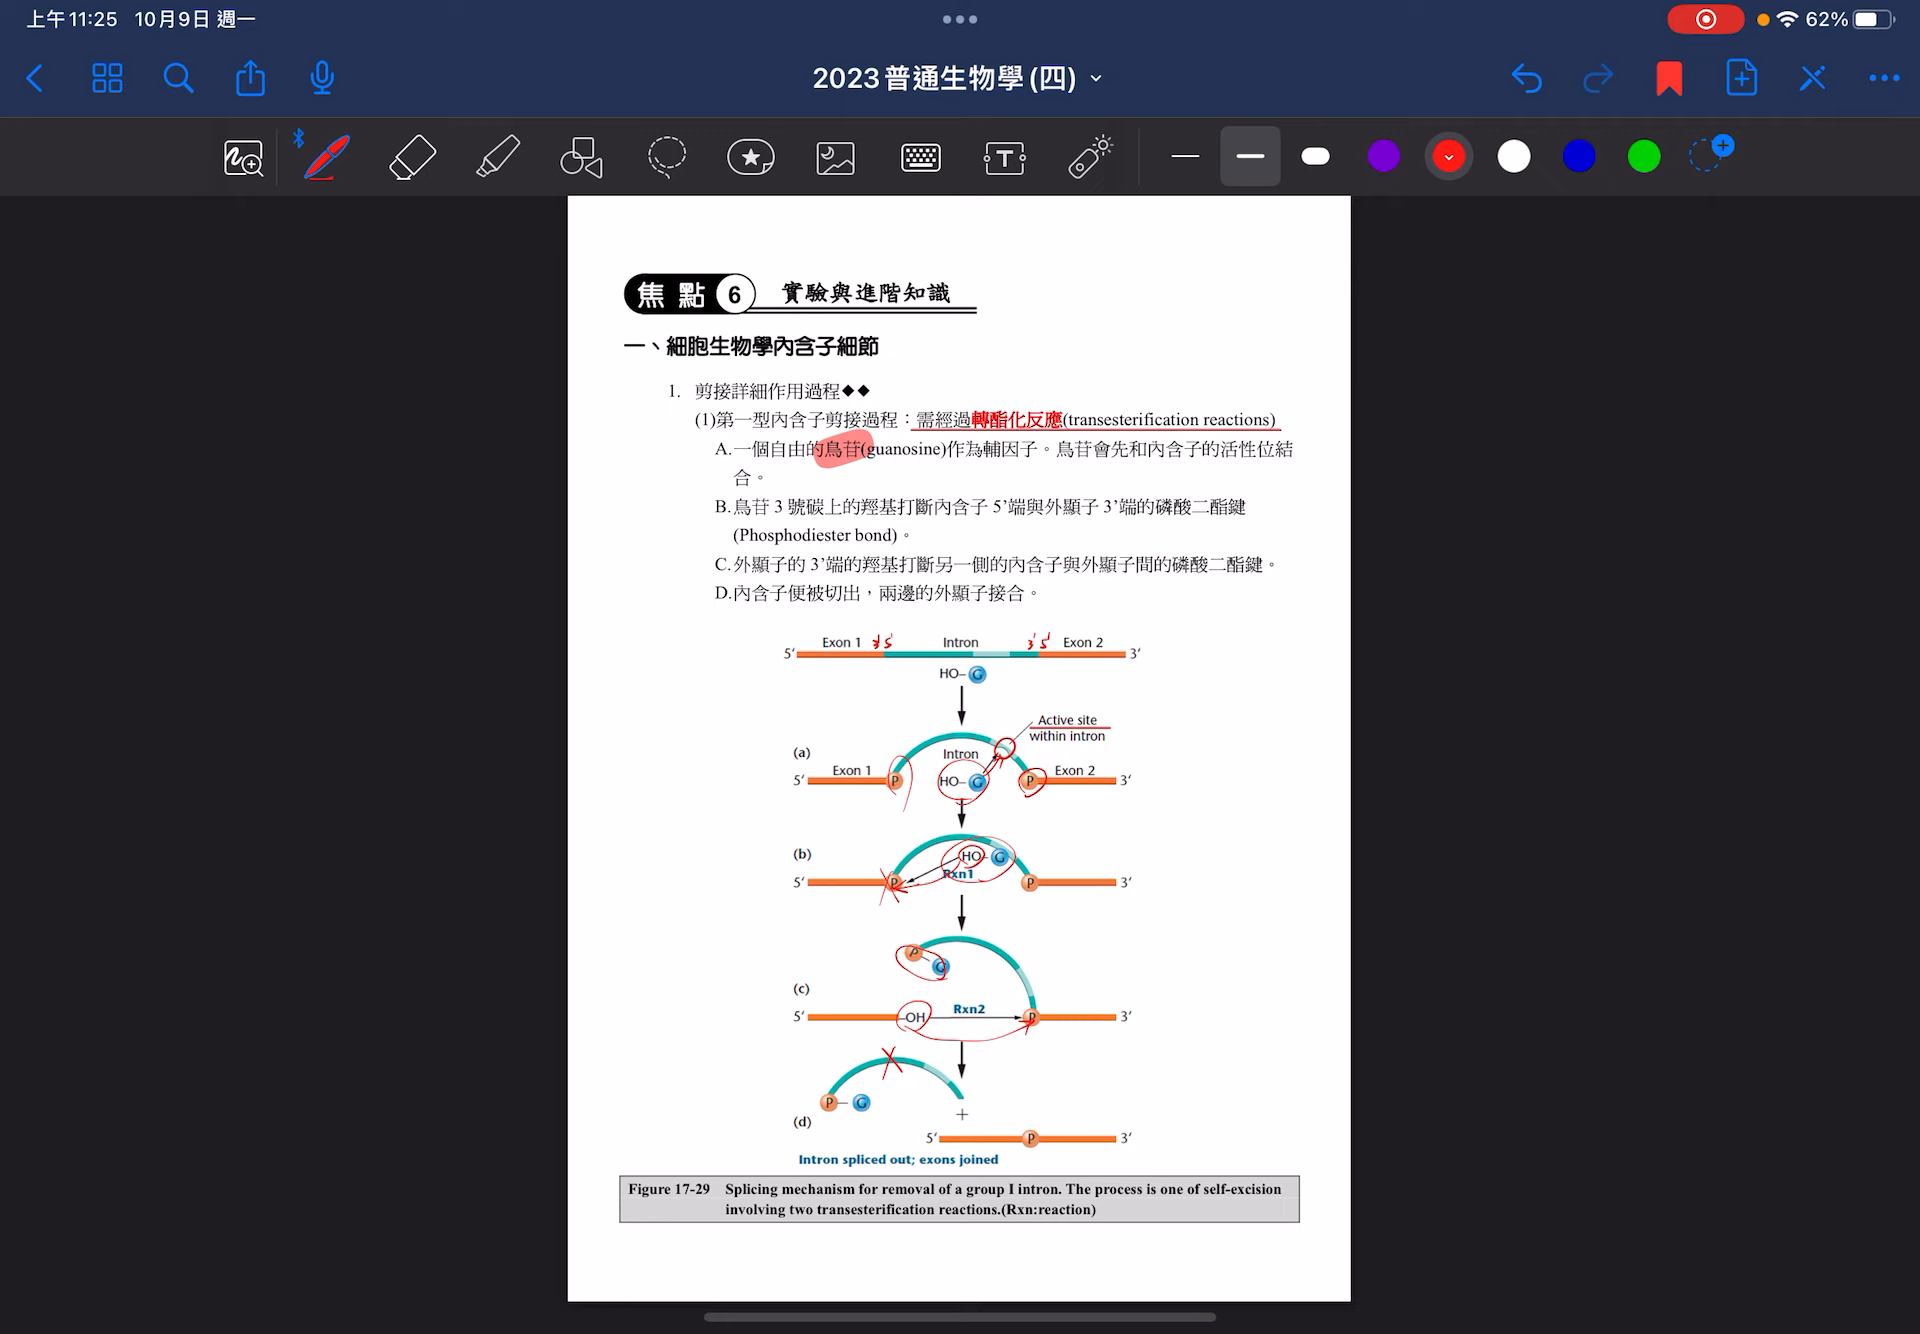 上午11:25 10月9日 週一
62%
2023普通生物學(四)
焦點 6 實驗與進階知識
一、細胞生物學內含子細節
1. 剪接詳細作用過程◆◆
(1)第一型內含子剪接過程：需經過轉酯化反應(transesterification reactions)
A.一個自由的鳥苷(guanosine)作為輔因子。鳥苷會先和內含子的活性位結
合。
B.鳥苷 3 號碳上的羥基打斷內含子 5’端與外顯子 3’端的磷酸二酯鍵
(Phosphodiester bond)。
C.外顯子的 3’端的羥基打斷另一側的內含子與外顯子間的磷酸二酯鍵。
D.內含子便被切出，兩邊的外顯子接合。
Exon 1 3' 5' Intron 3' 5' Exon 2
5' 3'
HO– G
Active site
within intron
(a) Intron
Exon 1 Exon 2
5' P HO– G P 3'
(b) HO– G
Rxn1
5' P P 3'
P
G
(c)
Rxn2
5' –OH P 3'
P – G
+
(d)
5' P 3'
Intron spliced out; exons joined
Figure 17-29 Splicing mechanism for removal of a group I intron. The process is one of self-excision
involving two transesterification reactions.(Rxn:reaction)